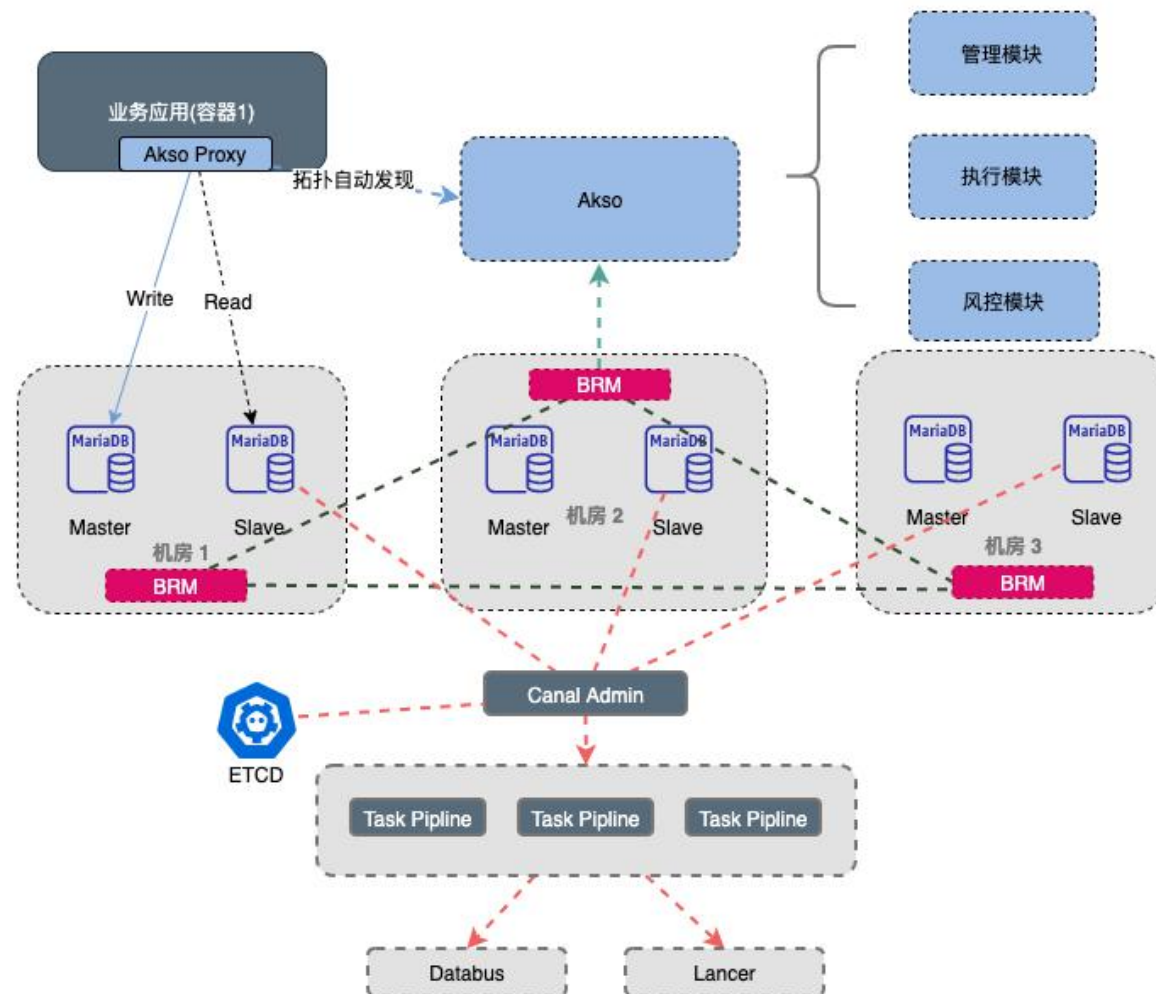 管理模块
业务应用(容器1)
Akso Proxy
拓扑自动发现
Akso
执行模块
风控模块
Write
Read
BRM
MariaDB
MariaDB
MariaDB
MariaDB
MariaDB
MariaDB
Master
Slave
Master
机房 2
Slave
Master
Slave
机房 1
机房 3
BRM
BRM
Canal Admin
ETCD
Task Pipline
Task Pipline
Task Pipline
Databus
Lancer